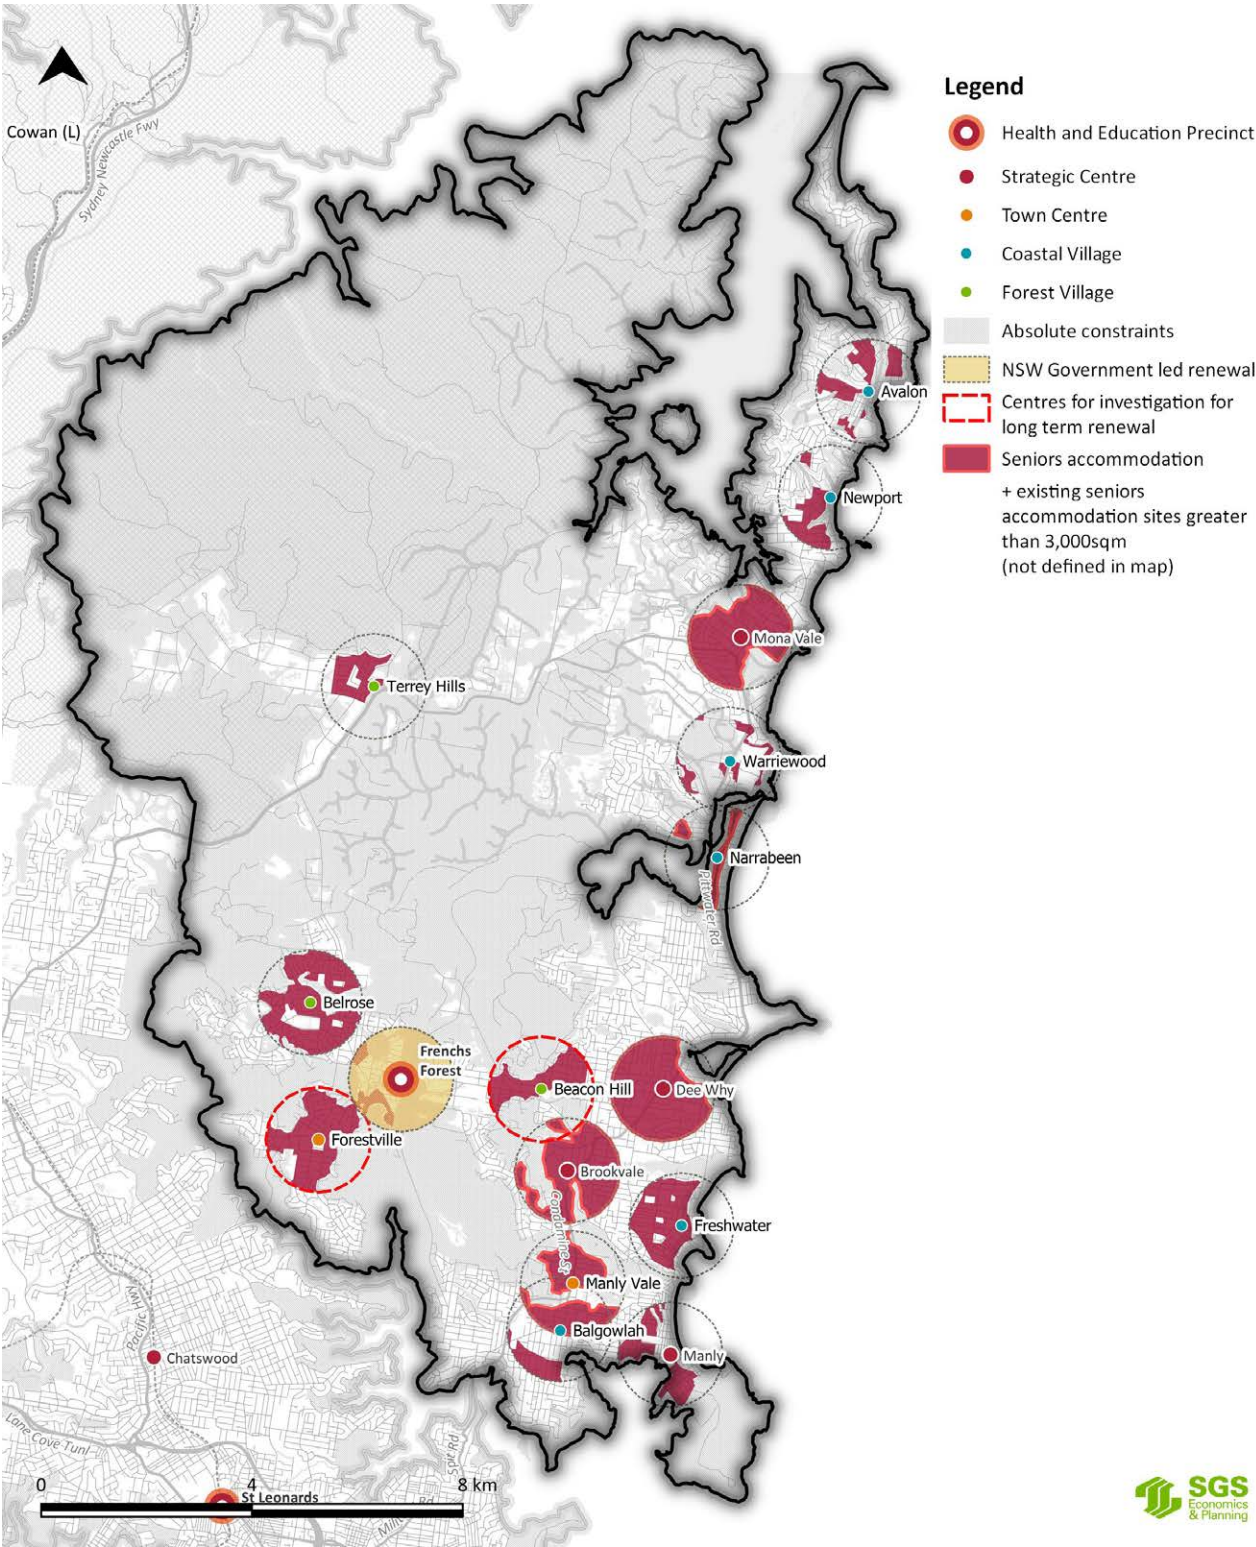 Legend
Health and Education Precinct
Strategic Centre
Town Centre
Coastal Village
Forest Village
Absolute constraints
NSW Government led renewal
Centres for investigation for
long term renewal
Seniors accommodation
+ existing seniors
accommodation sites greater
than 3,000sqm
(not defined in map)
Cowan (L)
Sydney Newcastle Fwy
Avalon
Newport
Mona Vale
Terrey Hills
Warriewood
Narrabeen
Pittwater Rd
Belrose
Frenchs
Forest
Beacon Hill
Dee Why
Forestville
Brookvale
Condamine St
Freshwater
Manly Vale
Balgowlah
Manly
Pacific Hwy
Chatswood
Lane Cove Tunl
0 4 8 km
St Leonards
SGS
Economics
& Planning